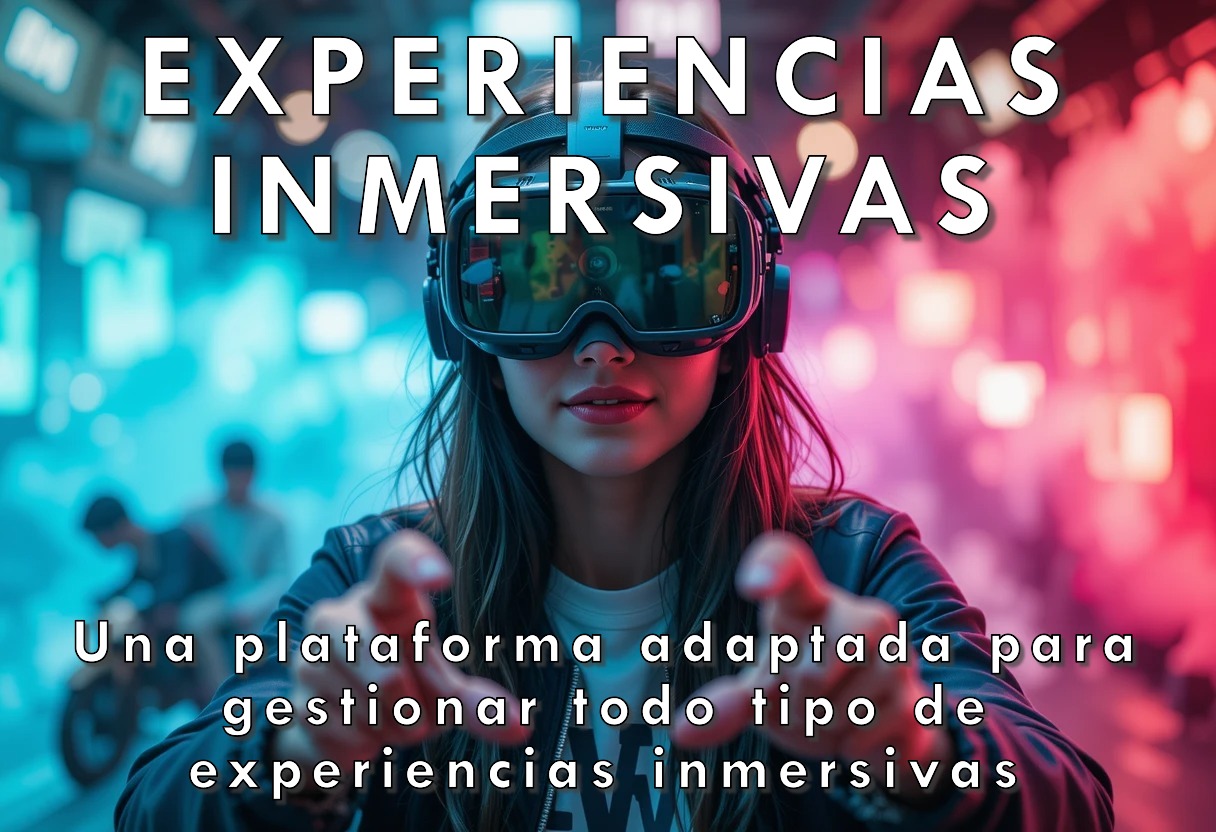 EXPERIENCIAS
INMERSIVAS
Una plataforma adaptada para
gestionar todo tipo de
experiencias inmersivas